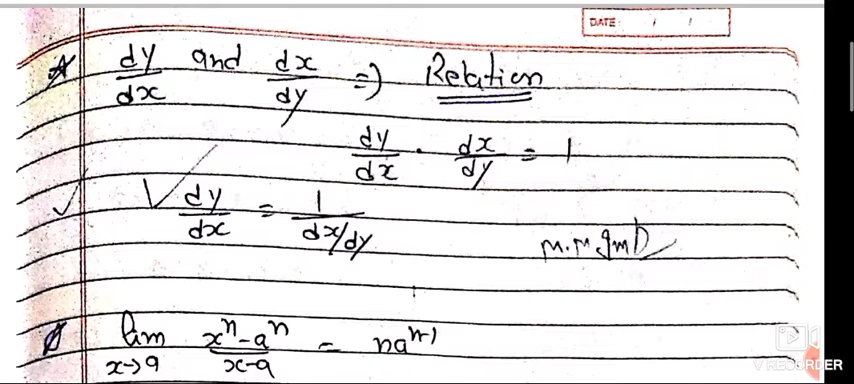 DATE: / /
dy/dx and dx/dy => Relation
dy/dx . dx/dy = 1
dy/dx = 1/(dx/dy)
lim x→a (xⁿ - aⁿ)/(x-a) = naⁿ⁻¹
V RECORDER